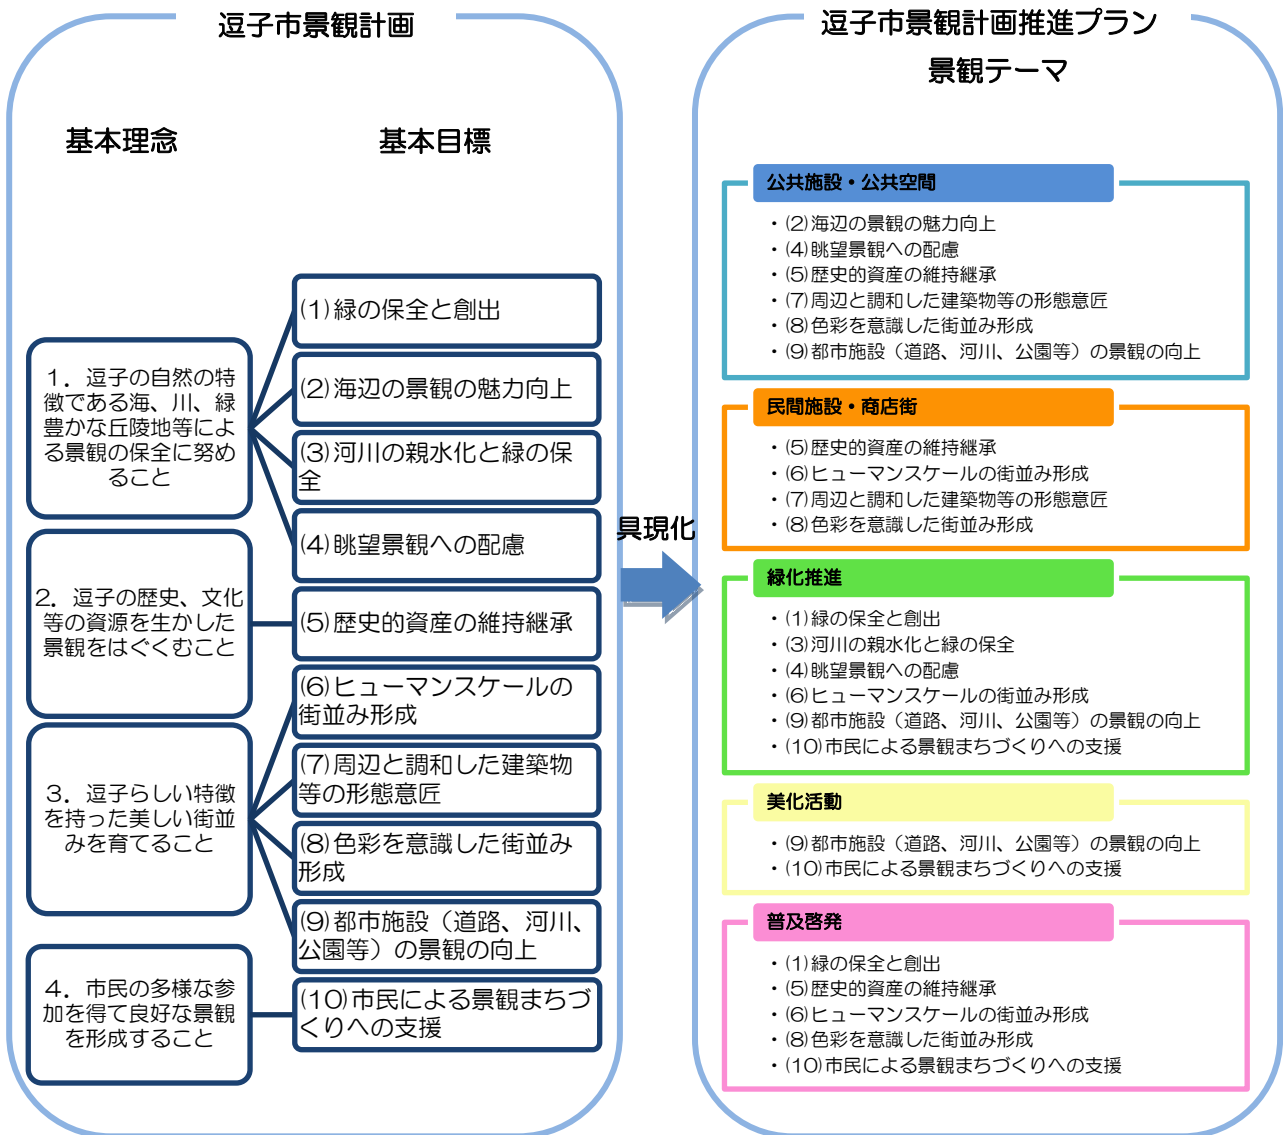 逗子市景観計画
基本理念
基本目標
1．逗子の自然の特
徴である海、川、緑
豊かな丘陵地等によ
る景観の保全に努め
ること
2．逗子の歴史、文化
等の資源を生かした
景観をはぐくむこと
3．逗子らしい特徴
を持った美しい街並
みを育てること
4．市民の多様な参
加を得て良好な景観
を形成すること
(1)緑の保全と創出
(2)海辺の景観の魅力向上
(3)河川の親水化と緑の保
全
(4)眺望景観への配慮
(5)歴史的資産の維持継承
(6)ヒューマンスケールの
街並み形成
(7)周辺と調和した建築物
等の形態意匠
(8)色彩を意識した街並み
形成
(9)都市施設（道路、河川、
公園等）の景観の向上
(10)市民による景観まちづ
くりへの支援
具現化
逗子市景観計画推進プラン
景観テーマ
公共施設・公共空間
・(2)海辺の景観の魅力向上
・(4)眺望景観への配慮
・(5)歴史的資産の維持継承
・(7)周辺と調和した建築物等の形態意匠
・(8)色彩を意識した街並み形成
・(9)都市施設（道路、河川、公園等）の景観の向上
民間施設・商店街
・(5)歴史的資産の維持継承
・(6)ヒューマンスケールの街並み形成
・(7)周辺と調和した建築物等の形態意匠
・(8)色彩を意識した街並み形成
緑化推進
・(1)緑の保全と創出
・(3)河川の親水化と緑の保全
・(4)眺望景観への配慮
・(6)ヒューマンスケールの街並み形成
・(9)都市施設（道路、河川、公園等）の景観の向上
・(10)市民による景観まちづくりへの支援
美化活動
・(9)都市施設（道路、河川、公園等）の景観の向上
・(10)市民による景観まちづくりへの支援
普及啓発
・(1)緑の保全と創出
・(5)歴史的資産の維持継承
・(6)ヒューマンスケールの街並み形成
・(8)色彩を意識した街並み形成
・(10)市民による景観まちづくりへの支援